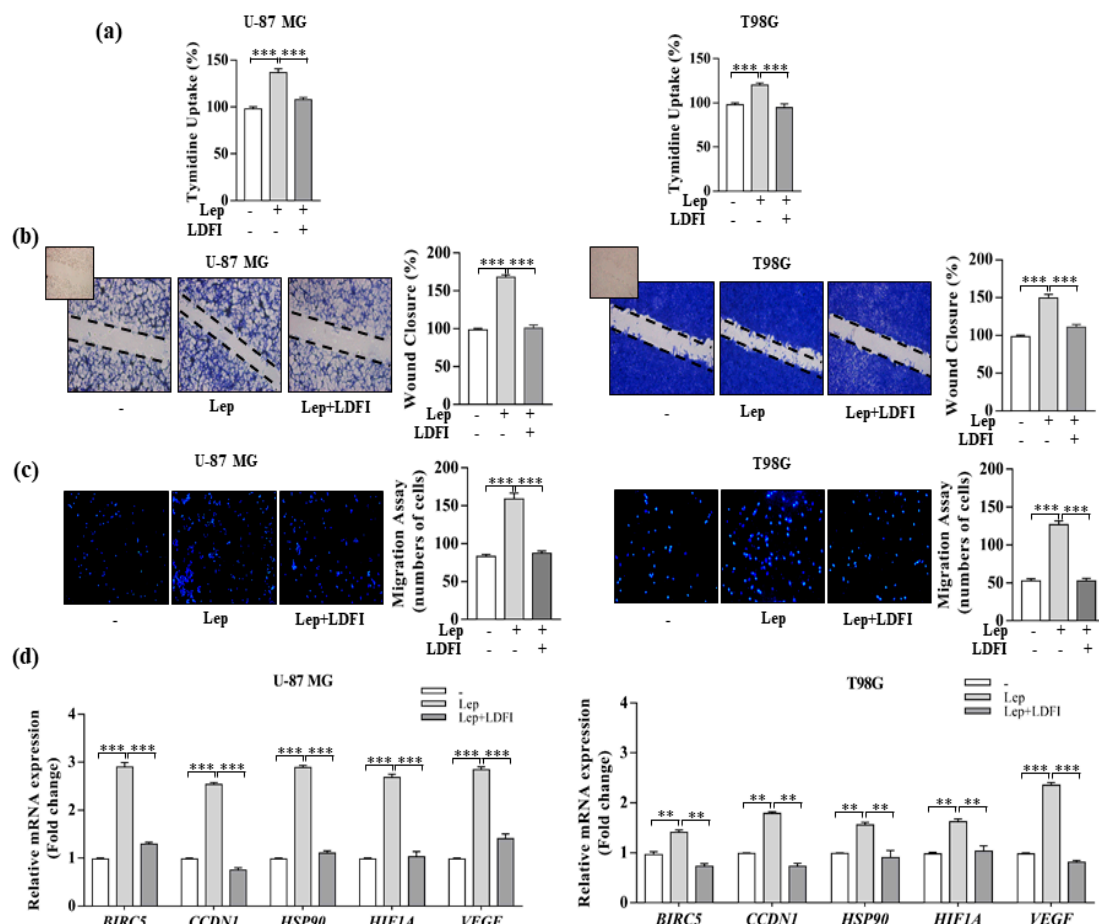 (a)
U-87 MG
T98G
Tymidine Uptake (%)
150
100
50
0
*** ***
Lep - + +
LDFI - - +
Tymidine Uptake (%)
150
100
50
0
*** ***
Lep - + +
LDFI - - +
(b)
U-87 MG
- Lep Lep+LDFI
Wound Closure (%)
200
150
100
50
0
*** ***
Lep - + +
LDFI - - +
T98G
- Lep Lep+LDFI
Wound Closure (%)
200
150
100
50
0
*** ***
Lep - + +
LDFI - - +
(c)
U-87 MG
- Lep Lep+LDFI
Migration Assay
(numbers of cells)
200
150
100
50
0
*** ***
Lep - + +
LDFI - - +
T98G
- Lep Lep+LDFI
Migration Assay
(numbers of cells)
200
150
100
50
0
*** ***
Lep - + +
LDFI - - +
(d)
U-87 MG
-
Lep
Lep+LDFI
Relative mRNA expression
(Fold change)
4
3
2
1
0
*** *** *** *** *** *** *** *** *** ***
BIRC5 CCDN1 HSP90 HIF1A VEGF
T98G
-
Lep
Lep+LDFI
Relative mRNA expression
(Fold change)
4
3
2
1
0
** ** ** ** ** ** ** ** *** ***
BIRC5 CCDN1 HSP90 HIF1A VEGF